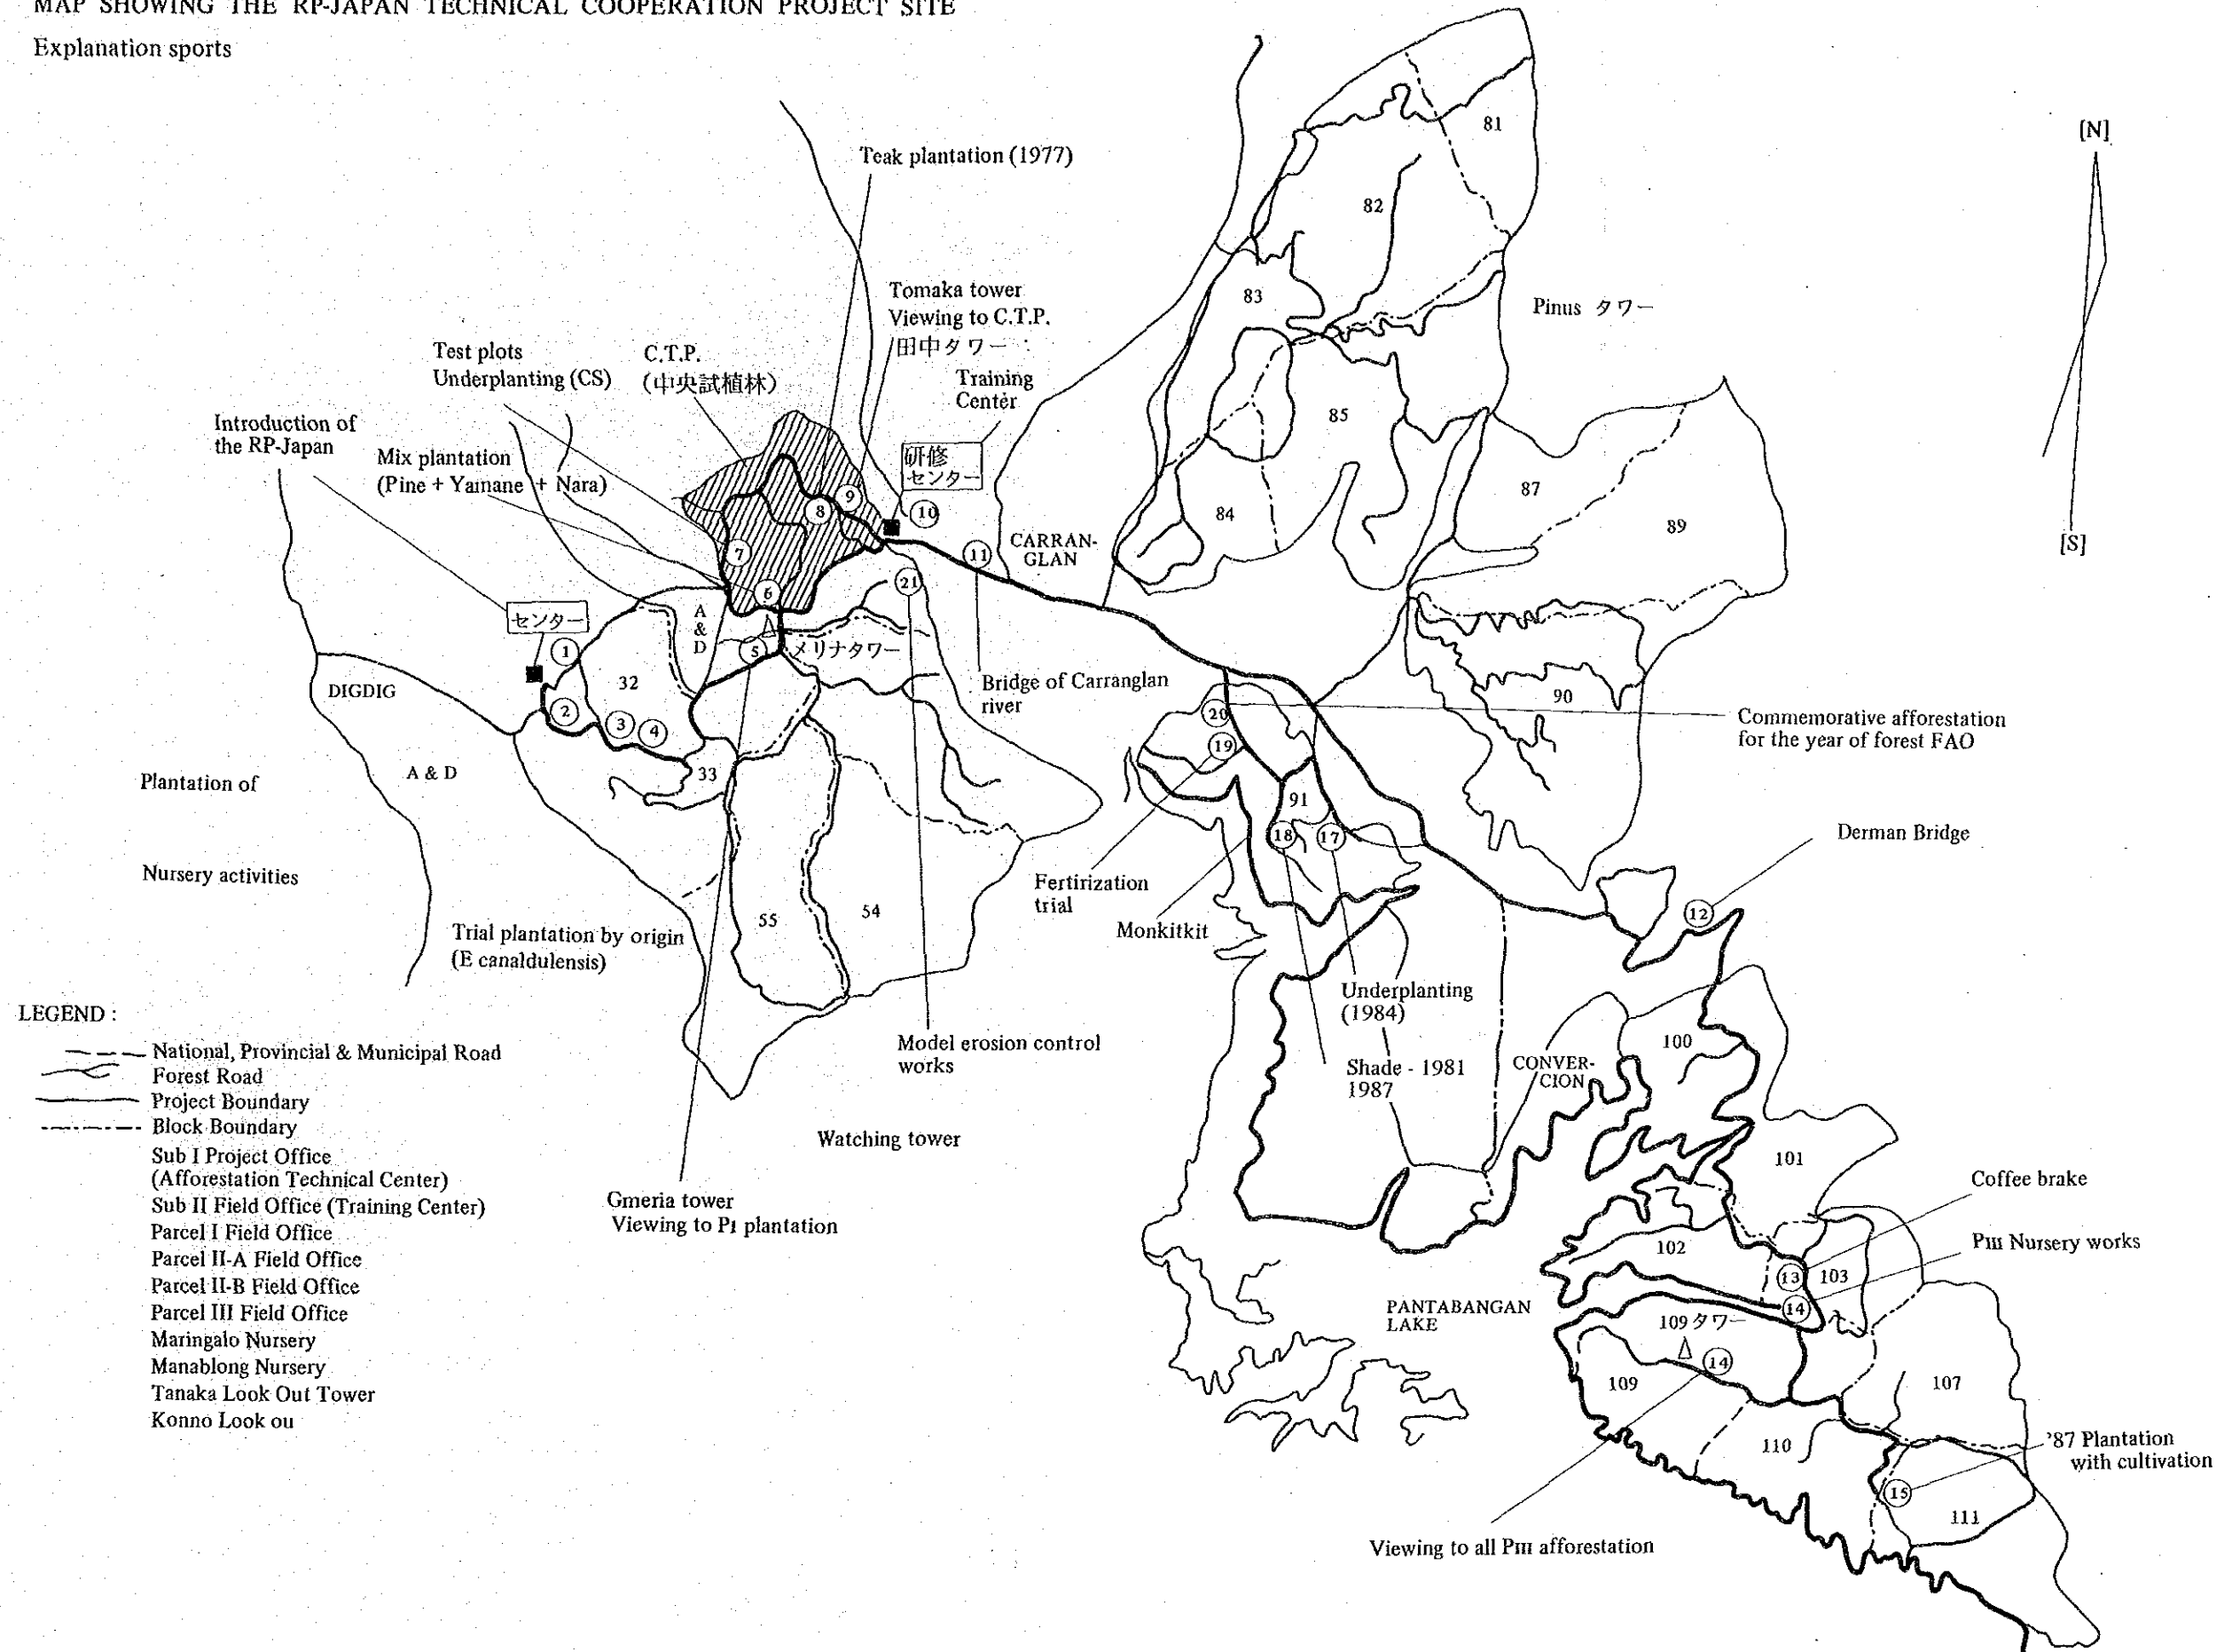 MAP SHOWING THE RP-JAPAN TECHNICAL COOPERATION PROJECT SITE
Explanation sports
[N]
[S]
81
Teak plantation (1977)
82
Tomaka tower
Viewing to C.T.P.
田中タワー
83
Pinus タワー
Test plots
Underplanting (CS)
C.T.P.
(中央試植林)
Training
Center
85
Introduction of
the RP-Japan
Mix plantation
(Pine + Yamane + Nara)
研修
センター
87
89
84
9
8
10
7
11
CARRAN-
GLAN
6
21
センター
A
&
D
1
5
メリナタワー
32
DIGDIG
2
3
4
Bridge of Carranglan
river
20
90
Commemorative afforestation
for the year of forest FAO
19
A & D
33
Plantation of
91
18
17
Derman Bridge
Nursery activities
Fertirization
trial
Monkitkit
12
55
54
Trial plantation by origin
(E canaldulensis)
Underplanting
(1984)
LEGEND :
National, Provincial & Municipal Road
Forest Road
Project Boundary
Block Boundary
Sub I Project Office
(Afforestation Technical Center)
Sub II Field Office (Training Center)
Parcel I Field Office
Parcel II-A Field Office
Parcel II-B Field Office
Parcel III Field Office
Maringalo Nursery
Manablong Nursery
Tanaka Look Out Tower
Konno Look ou
Model erosion control
works
Shade - 1981
1987
CONVER-
CION
100
Watching tower
101
Gmeria tower
Viewing to PI plantation
Coffee brake
102
PIII Nursery works
13
103
14
PANTABANGAN
LAKE
109 タワー
14
109
107
110
'87 Plantation
with cultivation
15
111
Viewing to all PIII afforestation